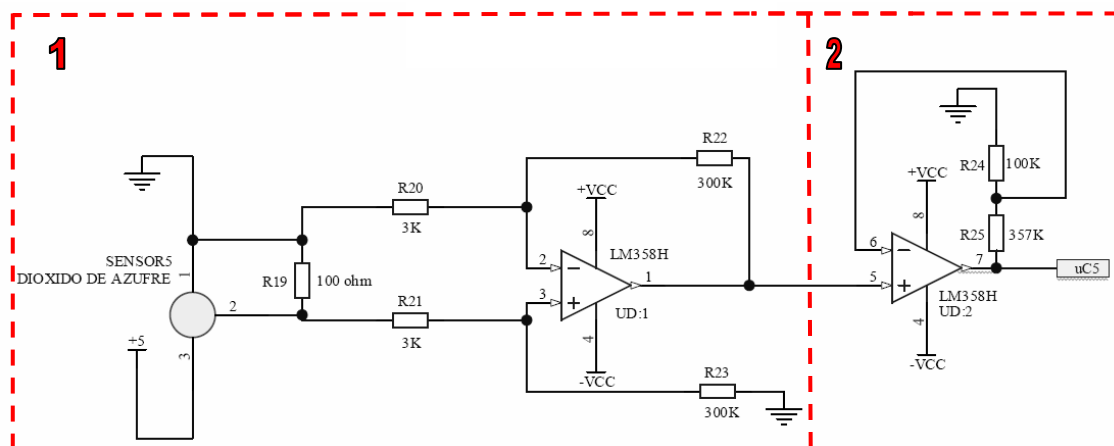 1
2
R22
300K
R24
100K
+VCC
+VCC
R20
3K
8
8
SENSOR5
DIOXIDO DE AZUFRE
1
R19
100 ohm
2
LM358H
1
6
R25
357K
7
uC5
2
3
5
LM358H
UD:2
R21
3K
UD:1
+5
3
4
4
-VCC
-VCC
R23
300K